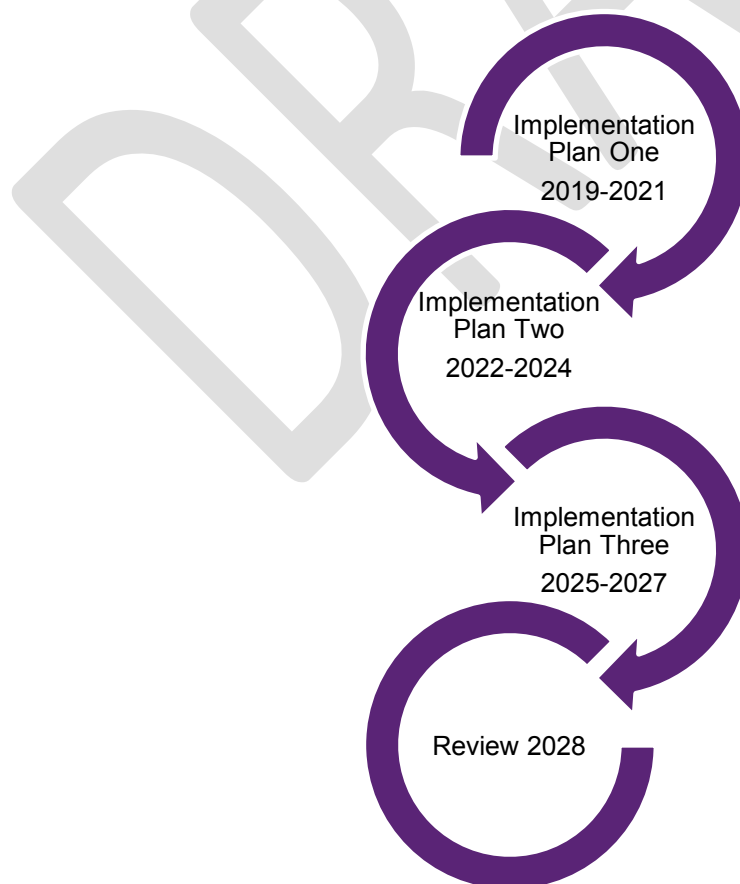 Implementation
Plan One
2019-2021
Implementation
Plan Two
2022-2024
Implementation
Plan Three
2025-2027
Review 2028